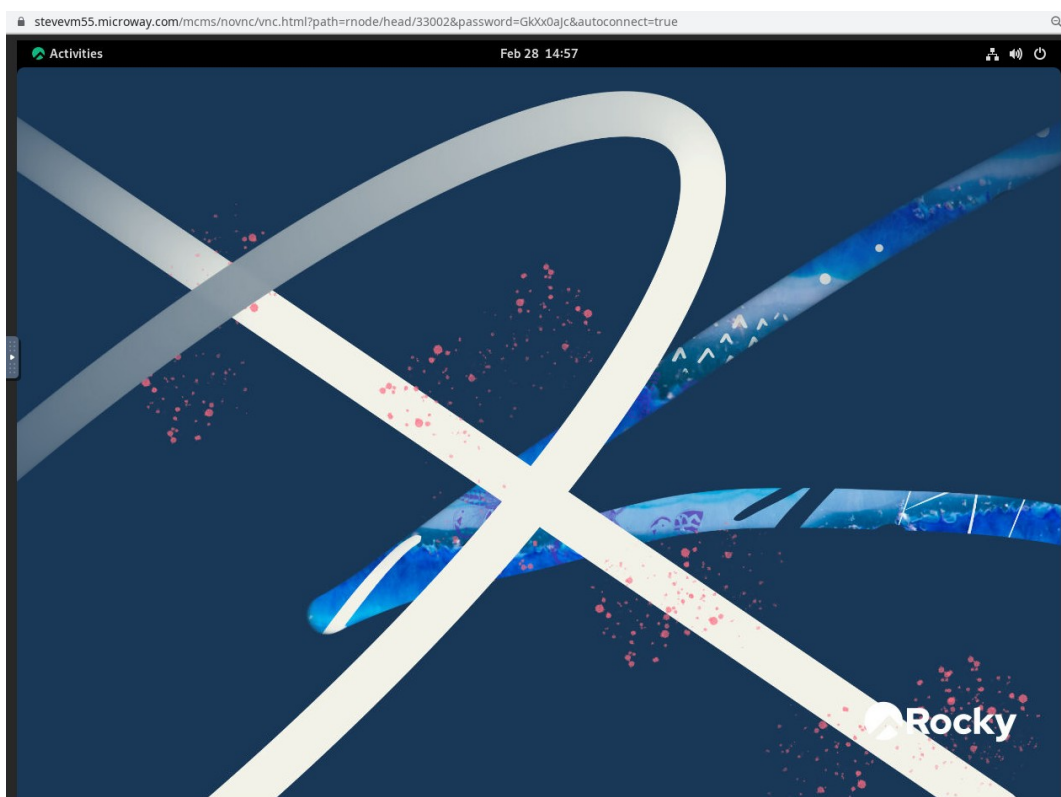 stevevm55.microway.com/mcms/novnc/vnc.html?path=rnode/head/33002&password=GkXx0aJc&autoconnect=true
Activities
Feb 28 14:57
Rocky